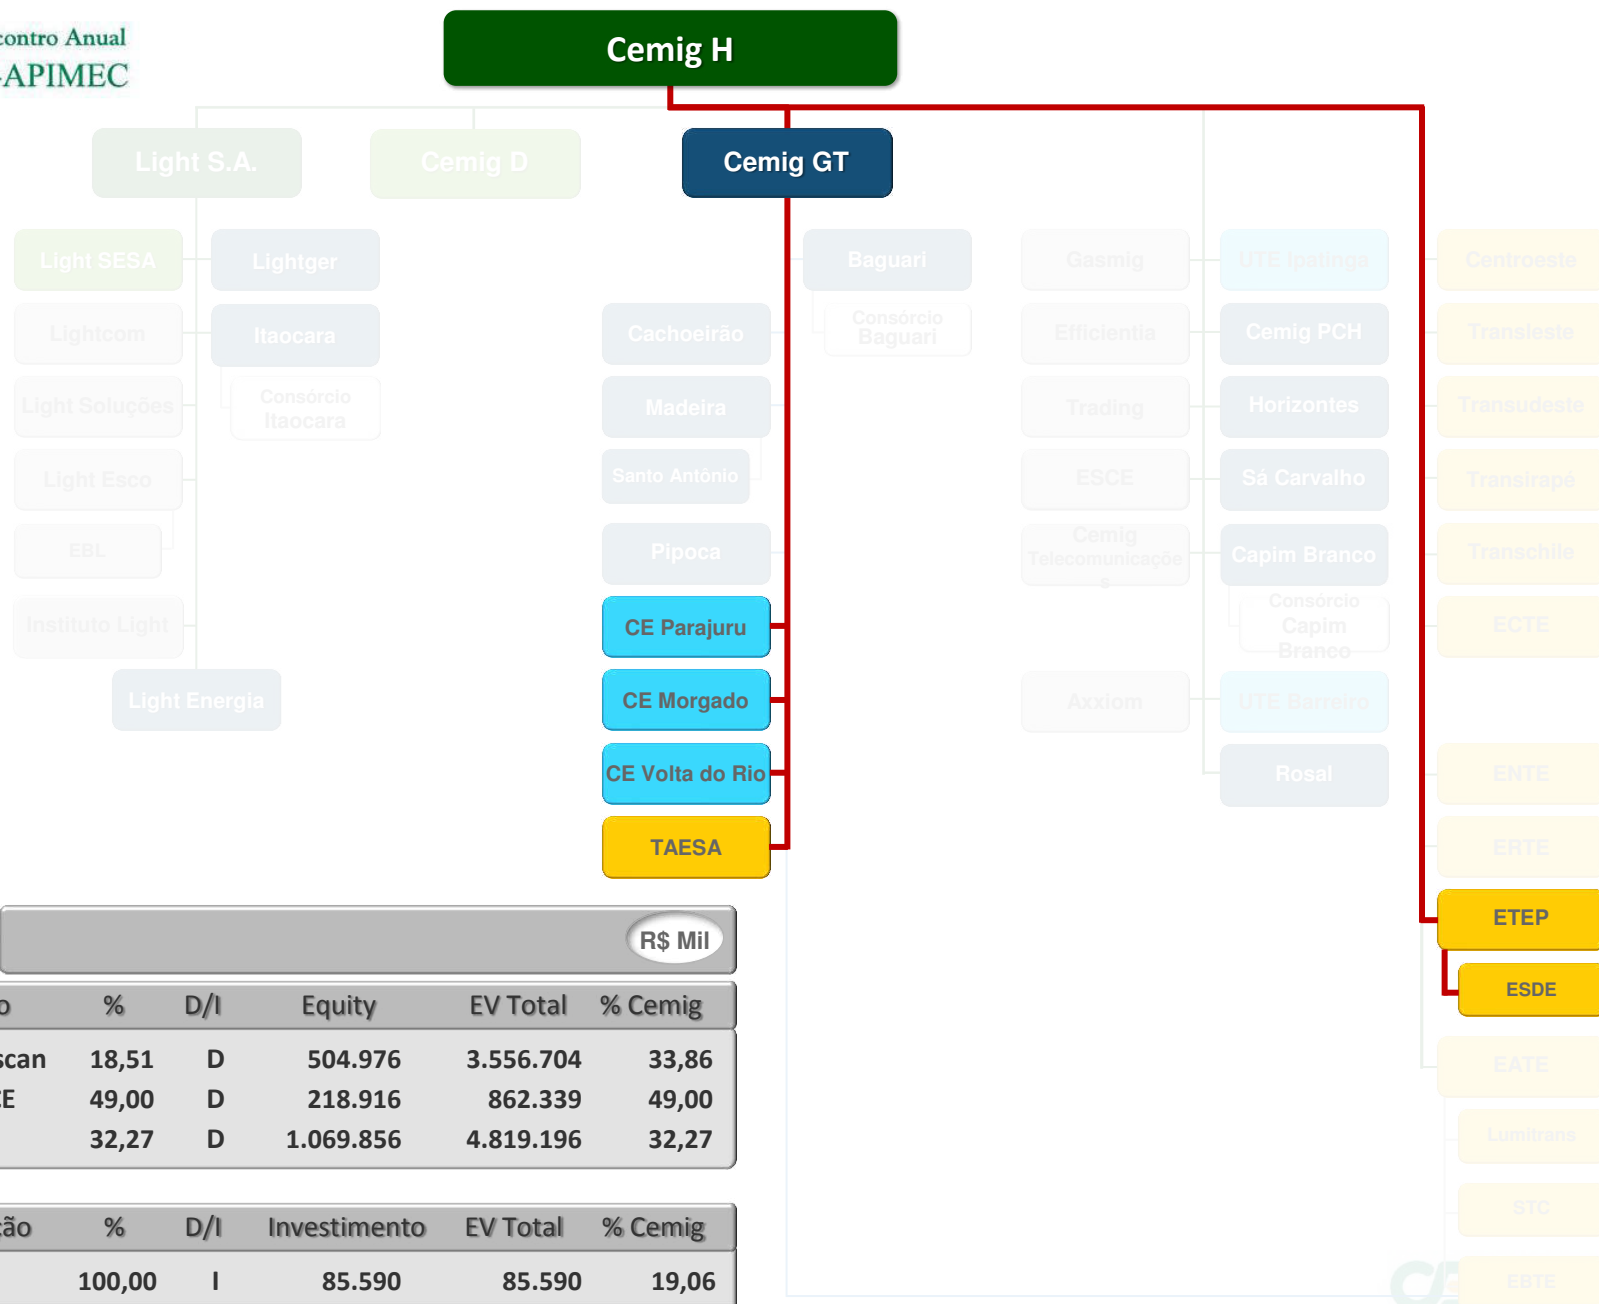 contro Anual
-APIMEC
Cemig H
Light S.A.
Cemig D
Cemig GT
Light SESA
Lightger
Baguari
Gasmig
UTE Ipatinga
Centroeste
Lightcom
Itaocara
Cachoeirão
Consórcio
Baguari
Efficientia
Cemig PCH
Transleste
Light Soluções
Consórcio
Itaocara
Madeira
Trading
Horizontes
Transudeste
Light Esco
Santo Antônio
ESCE
Sá Carvalho
Transirapé
EBL
Pipoca
Cemig
Telecomunicaçõe
s
Capim Branco
Transchile
Instituto Light
CE Parajuru
Consórcio
Capim
Branco
ECTE
Light Energia
CE Morgado
Axxiom
UTE Barreiro
CE Volta do Rio
Rosal
ENTE
TAESA
ERTE
ETEP
ESDE
EATE
Lumitrans
STC
EBTE
R$ Mil
o % D/I Equity EV Total % Cemig
scan 18,51 D 504.976 3.556.704 33,86
CE 49,00 D 218.916 862.339 49,00
32,27 D 1.069.856 4.819.196 32,27
ção % D/I Investimento EV Total % Cemig
100,00 I 85.590 85.590 19,06